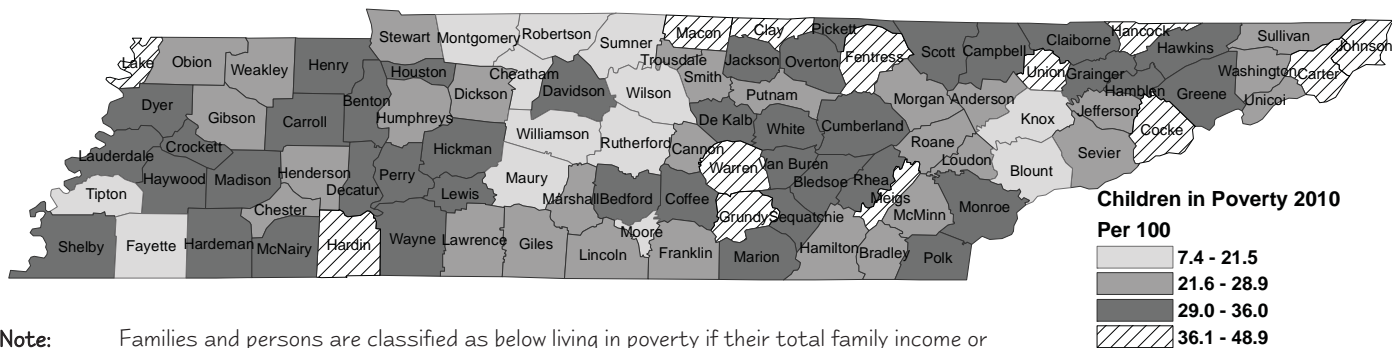 Stewart
Montgomery
Robertson
Sumner
Macon
Clay
Pickett
Hancock
Sullivan
Johnson
Lake
Obion
Weakley
Henry
Houston
Cheatham
Davidson
Trousdale
Smith
Jackson
Overton
Fentress
Scott
Campbell
Claiborne
Union
Grainger
Hawkins
Hamblen
Greene
Washington
Carter
Unicoi
Dyer
Gibson
Carroll
Benton
Humphreys
Dickson
Wilson
Putnam
Morgan
Anderson
Knox
Jefferson
Cocke
Lauderdale
Crockett
Haywood
Madison
Henderson
Decatur
Perry
Hickman
Williamson
Rutherford
Cannon
De Kalb
White
Cumberland
Roane
Loudon
Blount
Sevier
Tipton
Chester
Lewis
Maury
Marshall
Bedford
Coffee
Warren
Van Buren
Bledsoe
Rhea
Meigs
McMinn
Monroe
Shelby
Fayette
Hardeman
McNairy
Hardin
Wayne
Lawrence
Giles
Lincoln
Moore
Franklin
Grundy
Sequatchie
Marion
Hamilton
Bradley
Polk
Children in Poverty 2010
Per 100
7.4 - 21.5
21.6 - 28.9
29.0 - 36.0
36.1 - 48.9
Note: Families and persons are classified as below living in poverty if their total family income or